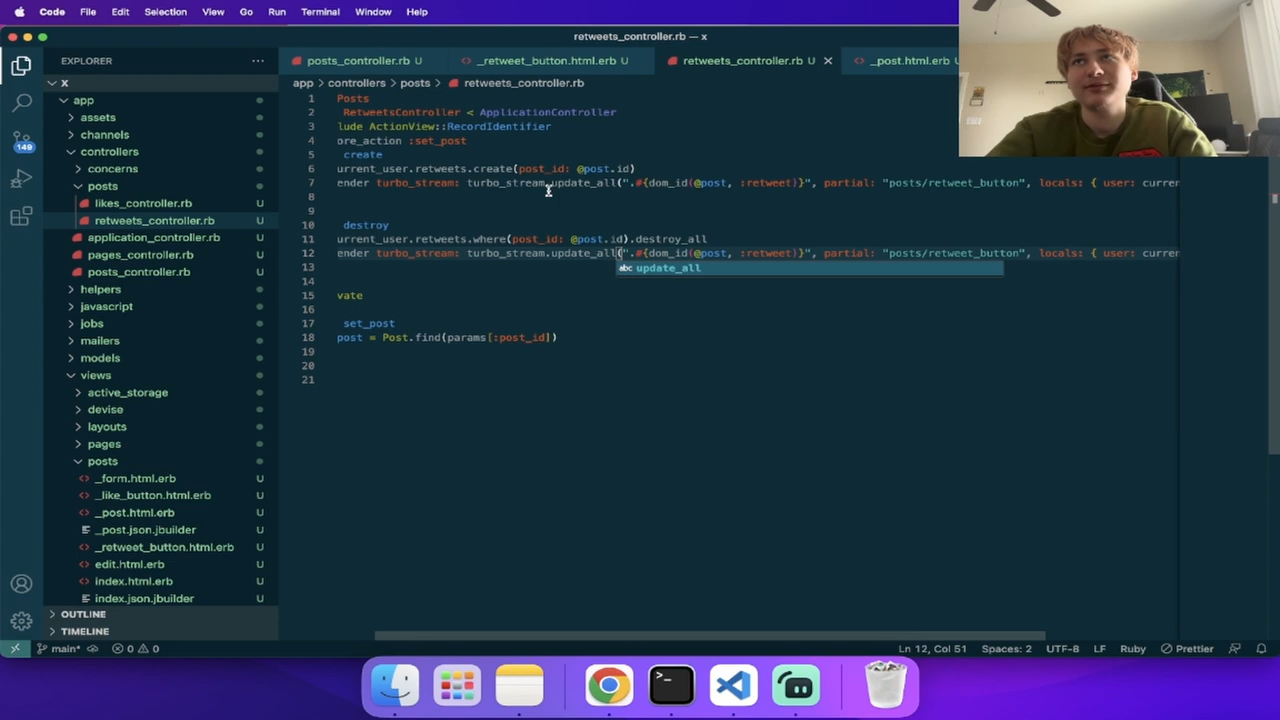 Code File Edit Selection View Go Run Terminal Window Help
retweets_controller.rb — x
EXPLORER
posts_controller.rb U
_retweet_button.html.erb U
retweets_controller.rb U
_post.html.erb
X
app > controllers > posts > retweets_controller.rb
app
assets
channels
controllers
concerns
posts
likes_controller.rb U
retweets_controller.rb U
application_controller.rb U
pages_controller.rb U
posts_controller.rb U
helpers
javascript
jobs
mailers
models
views
active_storage
devise
layouts
pages
posts
_form.html.erb U
_like_button.html.erb U
_post.html.erb U
_post.json.jbuilder U
_retweet_button.html.erb U
edit.html.erb U
index.html.erb U
index.json.jbuilder U
OUTLINE
TIMELINE
149
1 Posts
2 RetweetsController < ApplicationController
3 lude ActionView::RecordIdentifier
4 ore_action :set_post
5 create
6 urrent_user.retweets.create(post_id: @post.id)
7 ender turbo_stream: turbo_stream.update_all(".#{dom_id(@post, :retweet)}", partial: "posts/retweet_button", locals: { user: curren
8
9
10 destroy
11 urrent_user.retweets.where(post_id: @post.id).destroy_all
12 ender turbo_stream: turbo_stream.update_all(".#{dom_id(@post, :retweet)}", partial: "posts/retweet_button", locals: { user: curren
abc update_all
13
14
15 vate
16
17 set_post
18 post = Post.find(params[:post_id])
19
20
21
main* 0 0 Ln 12, Col 51 Spaces: 2 UTF-8 LF Ruby Prettier